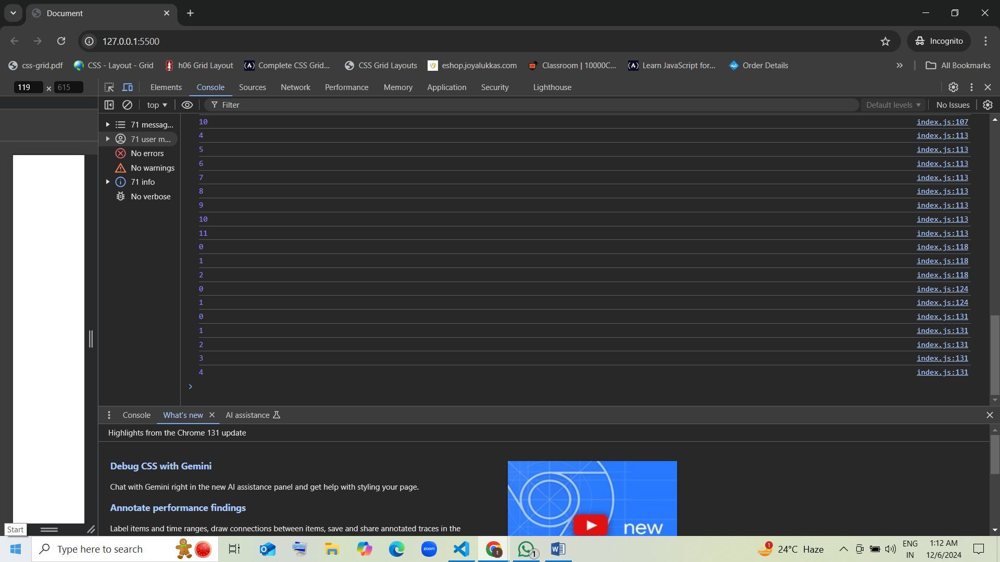 Document
127.0.0.1:5500
Incognito
css-grid.pdf
CSS - Layout - Grid
h06 Grid Layout
Complete CSS Grid...
CSS Grid Layouts
eshop.joyalukkas.com
Classroom | 10000C...
Learn JavaScript for...
Order Details
All Bookmarks
119 × 615
Elements
Console
Sources
Network
Performance
Memory
Application
Security
Lighthouse
top
Filter
Default levels
No Issues
71 messag...
71 user m...
No errors
No warnings
71 info
No verbose
10 index.js:107
4 index.js:113
5 index.js:113
6 index.js:113
7 index.js:113
8 index.js:113
9 index.js:113
10 index.js:113
11 index.js:113
0 index.js:118
1 index.js:118
2 index.js:118
0 index.js:124
1 index.js:124
0 index.js:131
1 index.js:131
2 index.js:131
3 index.js:131
4 index.js:131
Console
What's new
AI assistance
Highlights from the Chrome 131 update
Debug CSS with Gemini
Chat with Gemini right in the new AI assistance panel and get help with styling your page.
Annotate performance findings
Label items and time ranges, draw connections between items, save and share annotated traces in the
new
Start
Type here to search
zoom
t
1
1
24°C Haze
ENG
IN
1:12 AM
12/6/2024